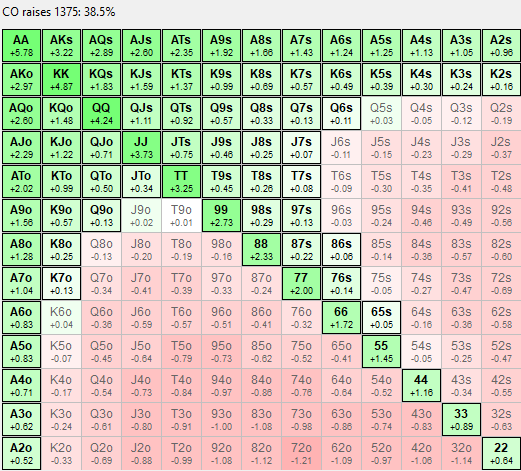 CO raises 1375: 38.5%
AA AKs AQs AJs ATs A9s A8s A7s A6s A5s A4s A3s A2s
+5.78 +3.22 +2.89 +2.60 +2.35 +1.92 +1.66 +1.43 +1.24 +1.25 +1.13 +1.05 +0.96
AKo KK KQs KJs KTs K9s K8s K7s K6s K5s K4s K3s K2s
+2.97 +4.87 +1.83 +1.59 +1.37 +0.99 +0.69 +0.57 +0.49 +0.39 +0.30 +0.24 +0.16
AQo KQo QQ QJs QTs Q9s Q8s Q7s Q6s Q5s Q4s Q3s Q2s
+2.60 +1.48 +4.24 +1.11 +0.92 +0.57 +0.33 +0.13 +0.11 +0.03 -0.05 -0.12 -0.19
AJo KJo QJo JJ JTs J9s J8s J7s J6s J5s J4s J3s J2s
+2.29 +1.22 +0.71 +3.73 +0.75 +0.46 +0.25 +0.07 -0.11 -0.15 -0.23 -0.29 -0.37
ATo KTo QTo JTo TT T9s T8s T7s T6s T5s T4s T3s T2s
+2.02 +0.99 +0.50 +0.34 +3.25 +0.45 +0.26 +0.08 -0.09 -0.30 -0.35 -0.41 -0.48
A9o K9o Q9o J9o T9o 99 98s 97s 96s 95s 94s 93s 92s
+1.56 +0.57 +0.13 +0.02 +0.01 +2.73 +0.29 +0.13 -0.03 -0.24 -0.46 -0.49 -0.56
A8o K8o Q8o J8o T8o 98o 88 87s 86s 85s 84s 83s 82s
+1.28 +0.25 -0.13 -0.20 -0.19 -0.16 +2.33 +0.22 +0.06 -0.14 -0.36 -0.57 -0.60
A7o K7o Q7o J7o T7o 97o 87o 77 76s 75s 74s 73s 72s
+1.04 +0.13 -0.34 -0.41 -0.39 -0.33 -0.24 +2.00 +0.14 -0.05 -0.27 -0.47 -0.69
A6o K6o Q6o J6o T6o 96o 86o 76o 66 65s 64s 63s 62s
+0.83 +0.04 -0.36 -0.59 -0.57 -0.51 -0.41 -0.32 +1.72 +0.05 -0.16 -0.36 -0.58
A5o K5o Q5o J5o T5o 95o 85o 75o 65o 55 54s 53s 52s
+0.83 -0.07 -0.45 -0.64 -0.79 -0.73 -0.62 -0.52 -0.41 +1.45 -0.05 -0.25 -0.47
A4o K4o Q4o J4o T4o 94o 84o 74o 64o 54o 44 43s 42s
+0.71 -0.17 -0.54 -0.73 -0.84 -0.97 -0.86 -0.76 -0.64 -0.52 +1.16 -0.34 -0.55
A3o K3o Q3o J3o T3o 93o 83o 73o 63o 53o 43o 33 32s
+0.62 -0.24 -0.61 -0.80 -0.91 -1.00 -1.08 -0.98 -0.86 -0.74 -0.83 +0.89 -0.63
A2o K2o Q2o J2o T2o 92o 82o 72o 62o 52o 42o 32o 22
+0.52 -0.33 -0.69 -0.88 -0.99 -1.08 -1.12 -1.21 -1.09 -0.97 -1.06 -1.14 +0.64